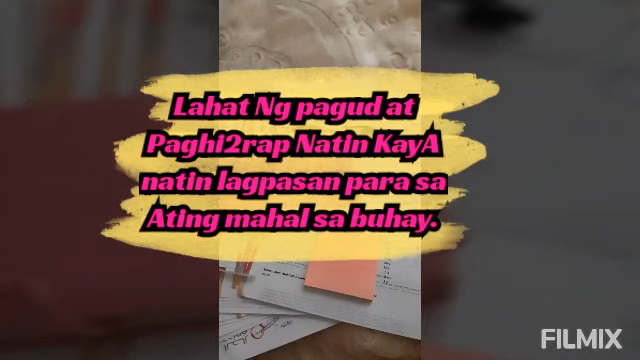 Lahat Ng pagud at
Paghi2rap Natin KayA
natin lagpasan para sa
Ating mahal sa buhay.
FILMIX